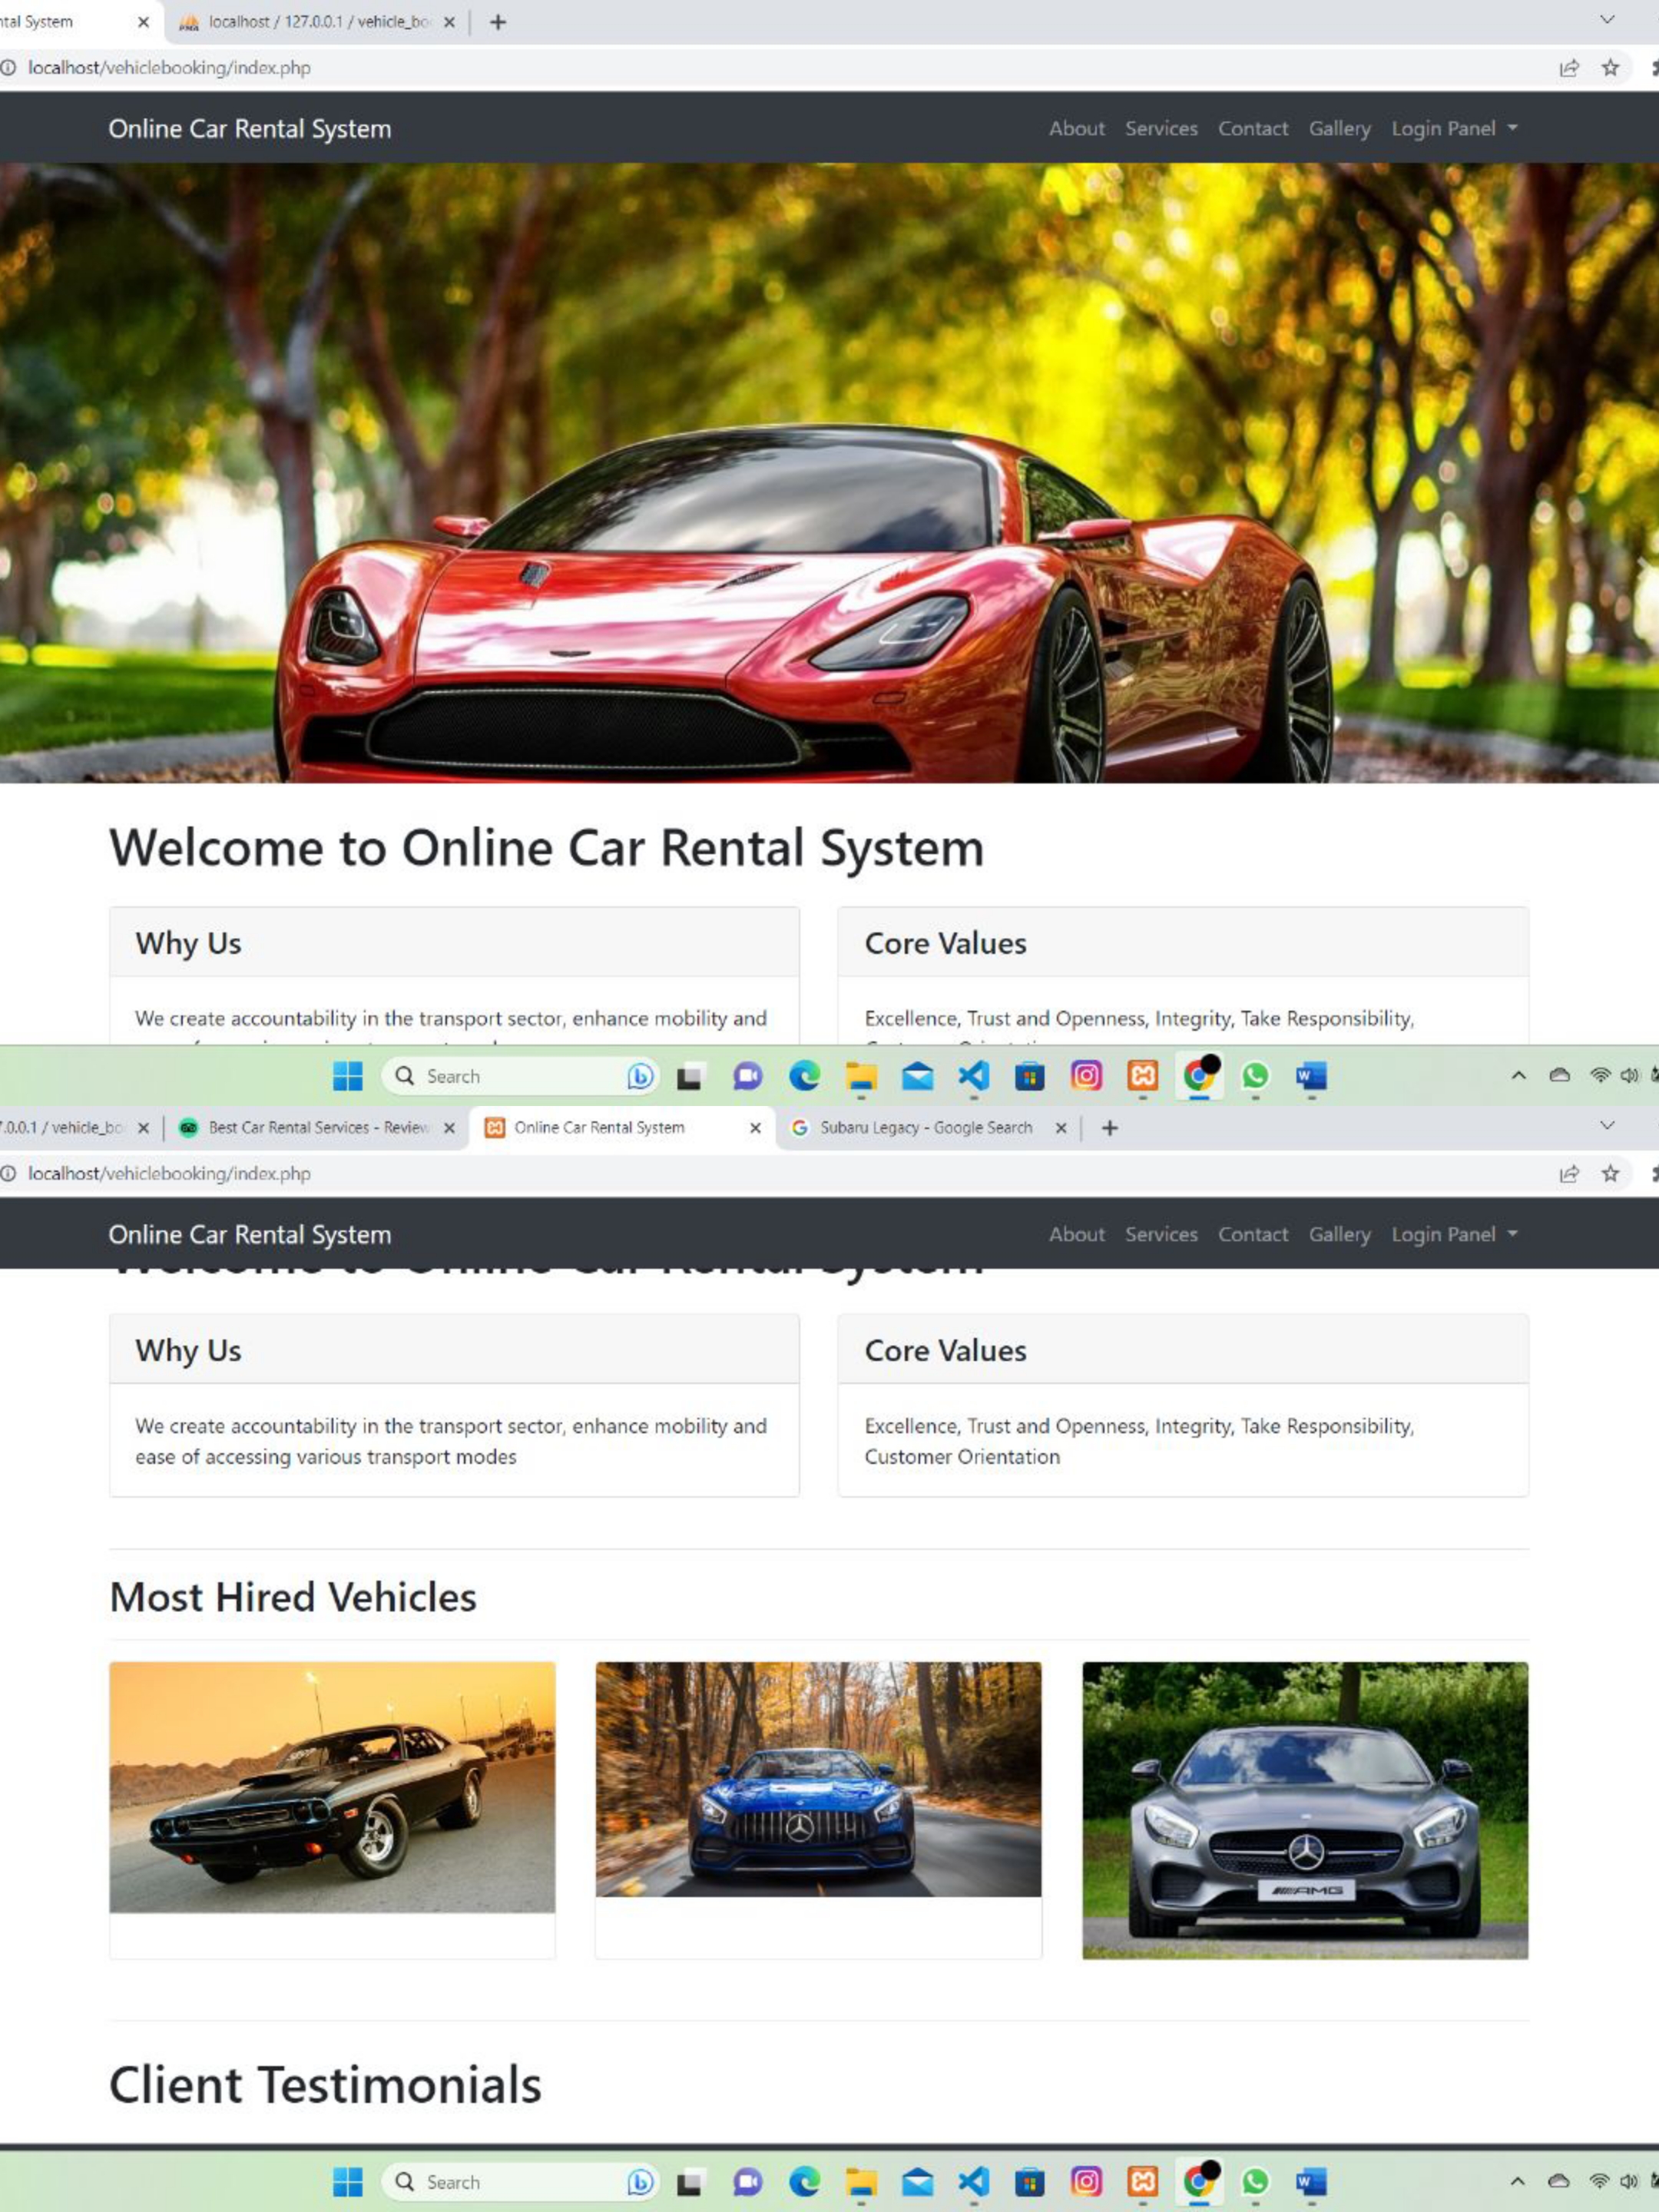 ntal System
localhost / 127.0.0.1 / vehicle_bo
localhost/vehiclebooking/index.php
Online Car Rental System
About Services Contact Gallery Login Panel
Welcome to Online Car Rental System
Why Us
Core Values
We create accountability in the transport sector, enhance mobility and
Excellence, Trust and Openness, Integrity, Take Responsibility,
Search
.0.0.1 / vehicle_bo
Best Car Rental Services - Review
Online Car Rental System
Subaru Legacy - Google Search
localhost/vehiclebooking/index.php
Online Car Rental System
About Services Contact Gallery Login Panel
Welcome to Online Car Rental System
Why Us
Core Values
We create accountability in the transport sector, enhance mobility and
ease of accessing various transport modes
Excellence, Trust and Openness, Integrity, Take Responsibility,
Customer Orientation
Most Hired Vehicles
AMG
Client Testimonials
Search